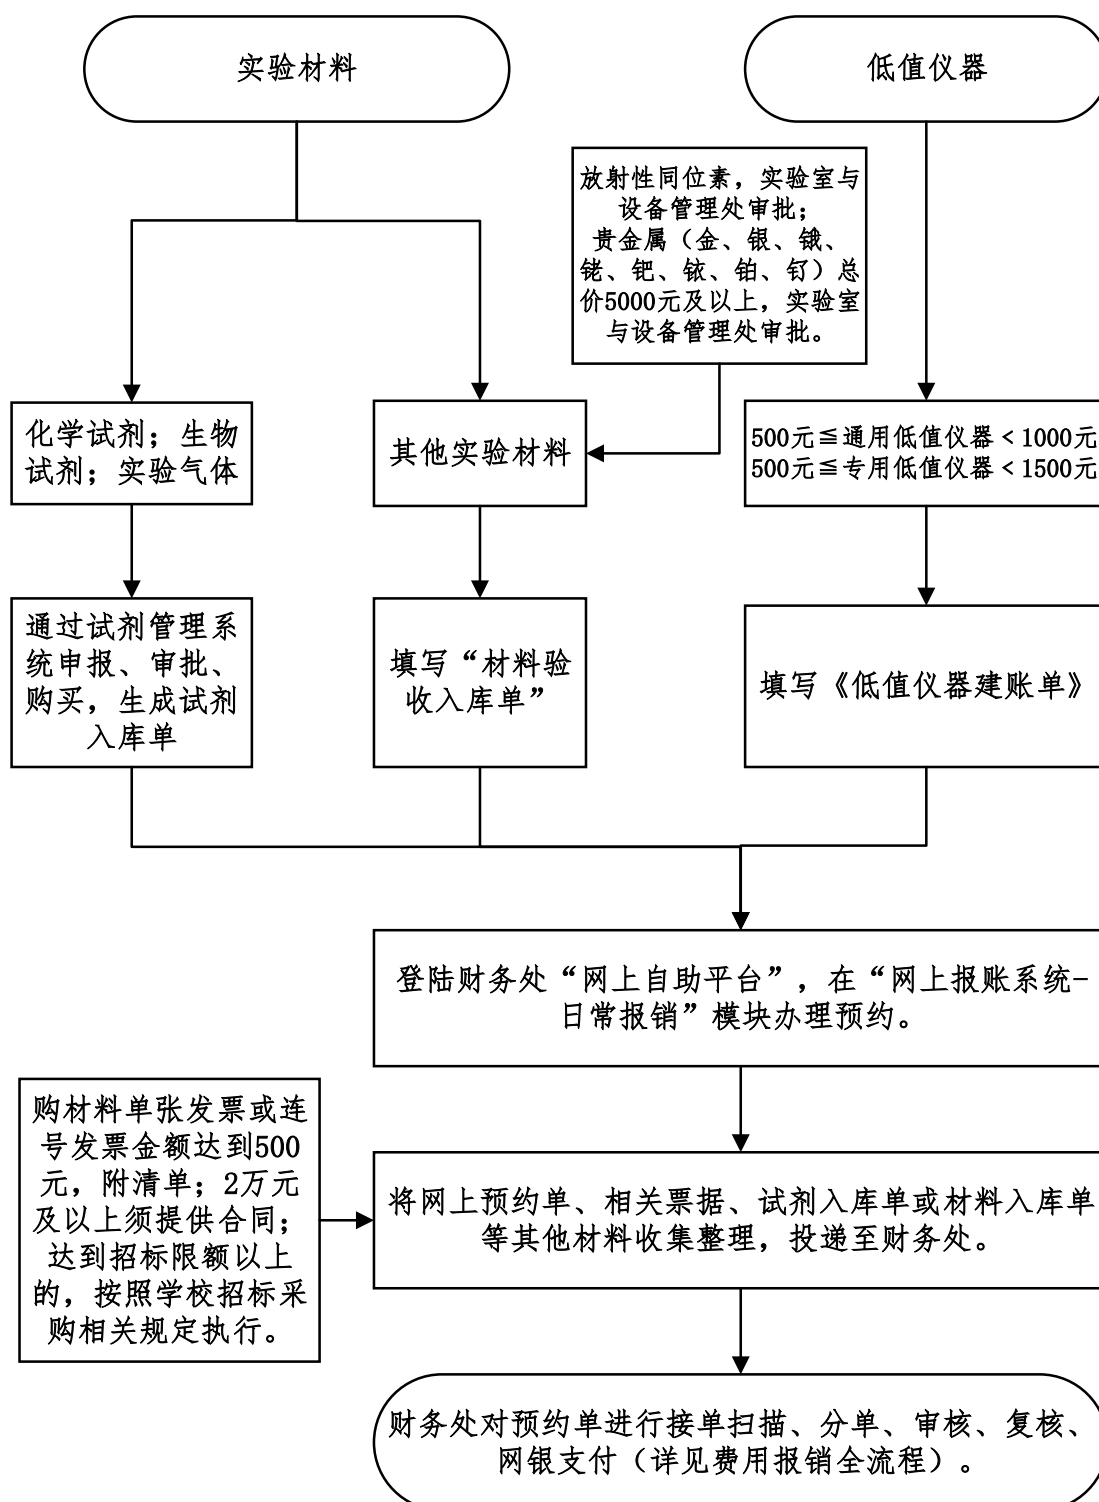 实验材料
低值仪器
放射性同位素，实验室与
设备管理处审批；
贵金属（金、银、锇、
铑、钯、铱、铂、钌）总
价5000元及以上，实验室
与设备管理处审批。
化学试剂；生物
试剂；实验气体
其他实验材料
500元≦通用低值仪器＜1000元
500元≦专用低值仪器＜1500元
通过试剂管理系
统申报、审批、
购买，生成试剂
入库单
填写“材料验
收入库单”
填写《低值仪器建账单》
登陆财务处“网上自助平台”，在“网上报账系统-
日常报销”模块办理预约。
购材料单张发票或连
号发票金额达到500
元，附清单；2万元
及以上须提供合同；
达到招标限额以上
的，按照学校招标采
购相关规定执行。
将网上预约单、相关票据、试剂入库单或材料入库单
等其他材料收集整理，投递至财务处。
财务处对预约单进行接单扫描、分单、审核、复核、
网银支付（详见费用报销全流程）。